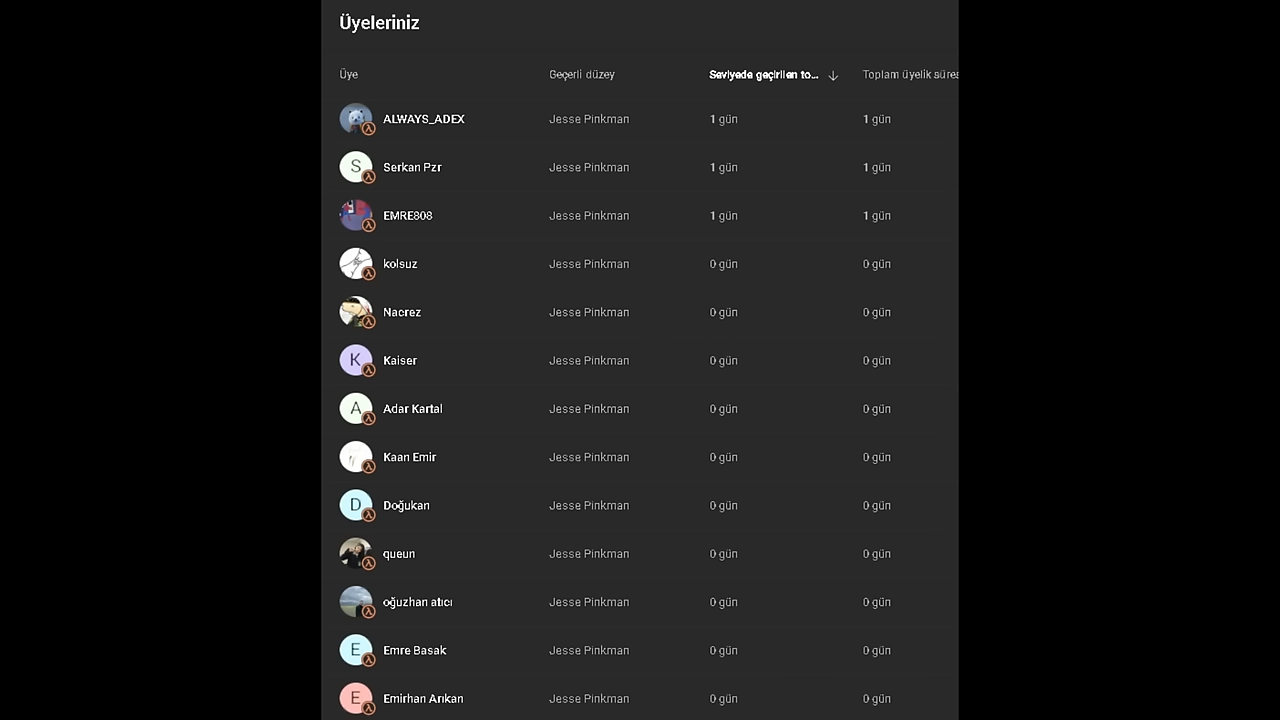 Üyeleriniz
Üye Geçerli düzey Seviyede geçirilen to... Toplam üyelik süres
ALWAYS_ADEX Jesse Pinkman 1 gün 1 gün
S Serkan Pzr Jesse Pinkman 1 gün 1 gün
EMRE808 Jesse Pinkman 1 gün 1 gün
kolsuz Jesse Pinkman 0 gün 0 gün
Nacrez Jesse Pinkman 0 gün 0 gün
K Kaiser Jesse Pinkman 0 gün 0 gün
A Adar Kartal Jesse Pinkman 0 gün 0 gün
Kaan Emir Jesse Pinkman 0 gün 0 gün
D Doğukan Jesse Pinkman 0 gün 0 gün
queun Jesse Pinkman 0 gün 0 gün
oğuzhan atıcı Jesse Pinkman 0 gün 0 gün
E Emre Basak Jesse Pinkman 0 gün 0 gün
E Emirhan Arıkan Jesse Pinkman 0 gün 0 gün